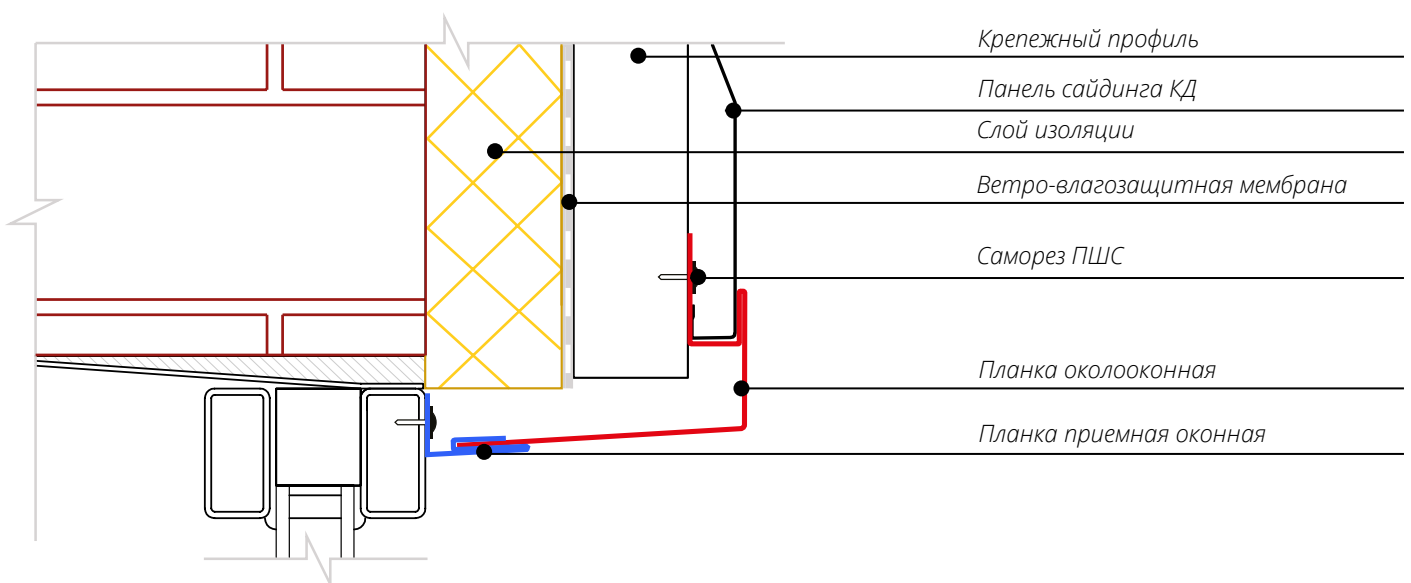 Крепежный профиль
Панель сайдинга КД
Слой изоляции
Ветро-влагозащитная мембрана
Саморез ПШС
Планка околооконная
Планка приемная оконная